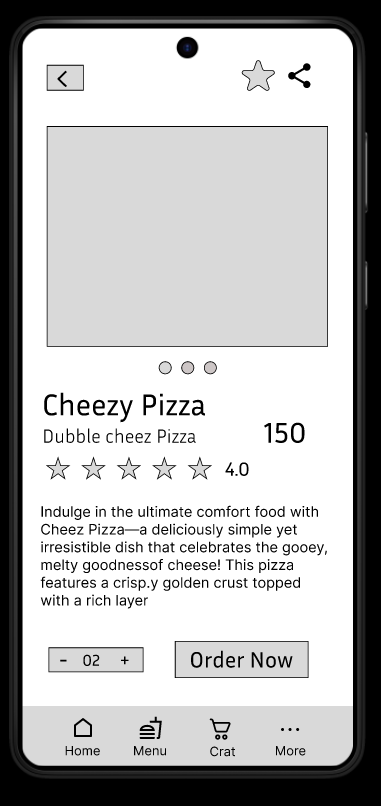 Cheezy Pizza
Dubble cheez Pizza
150
4.0
Indulge in the ultimate comfort food with
Cheez Pizza—a deliciously simple yet
irresistible dish that celebrates the gooey,
melty goodnessof cheese! This pizza
features a crisp.y golden crust topped
with a rich layer
- 02 +
Order Now
Home Menu Crat More